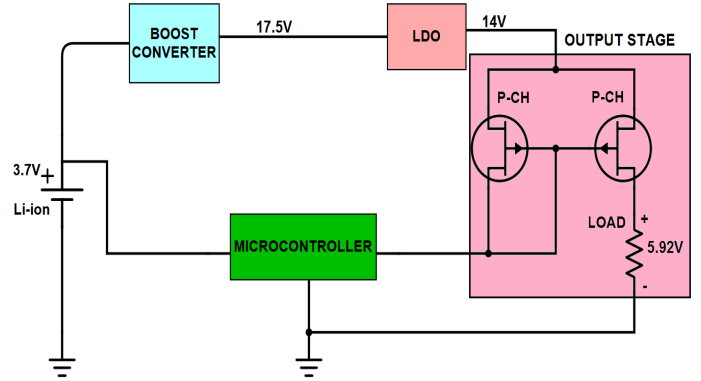 BOOST
CONVERTER
17.5V
LDO
14V
OUTPUT STAGE
P-CH
P-CH
3.7V
+
Li-ion
MICROCONTROLLER
LOAD
+
5.92V
-